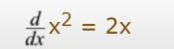 d/dx x² = 2x